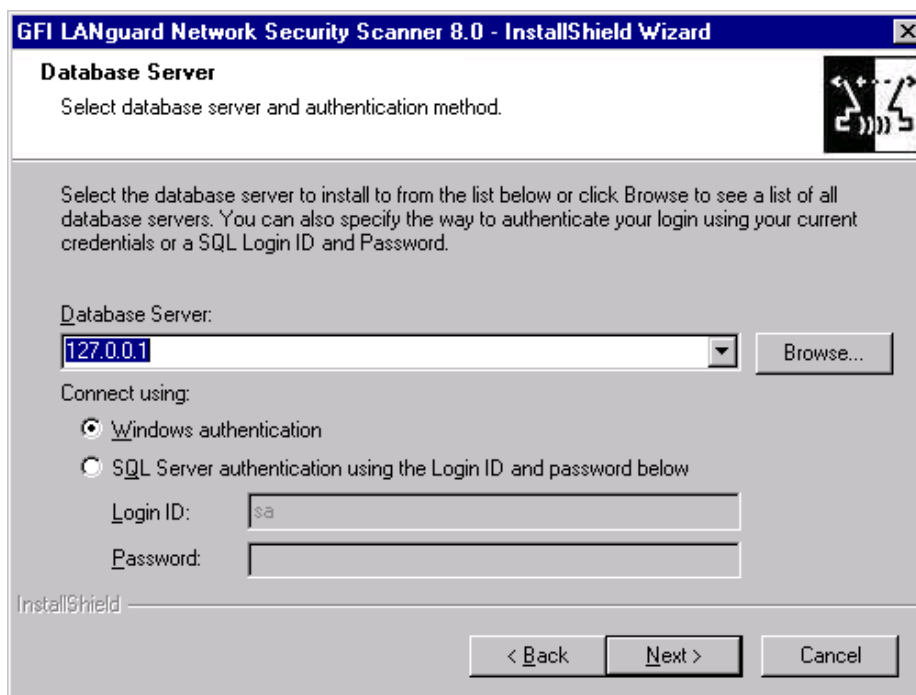 GFI LANguard Network Security Scanner 8.0 - InstallShield Wizard
Database Server
Select database server and authentication method.
Select the database server to install to from the list below or click Browse to see a list of all
database servers. You can also specify the way to authenticate your login using your current
credentials or a SQL Login ID and Password.
Database Server:
127.0.0.1
Browse...
Connect using:
Windows authentication
SQL Server authentication using the Login ID and password below
Login ID:
sa
Password:
InstallShield
< Back
Next >
Cancel